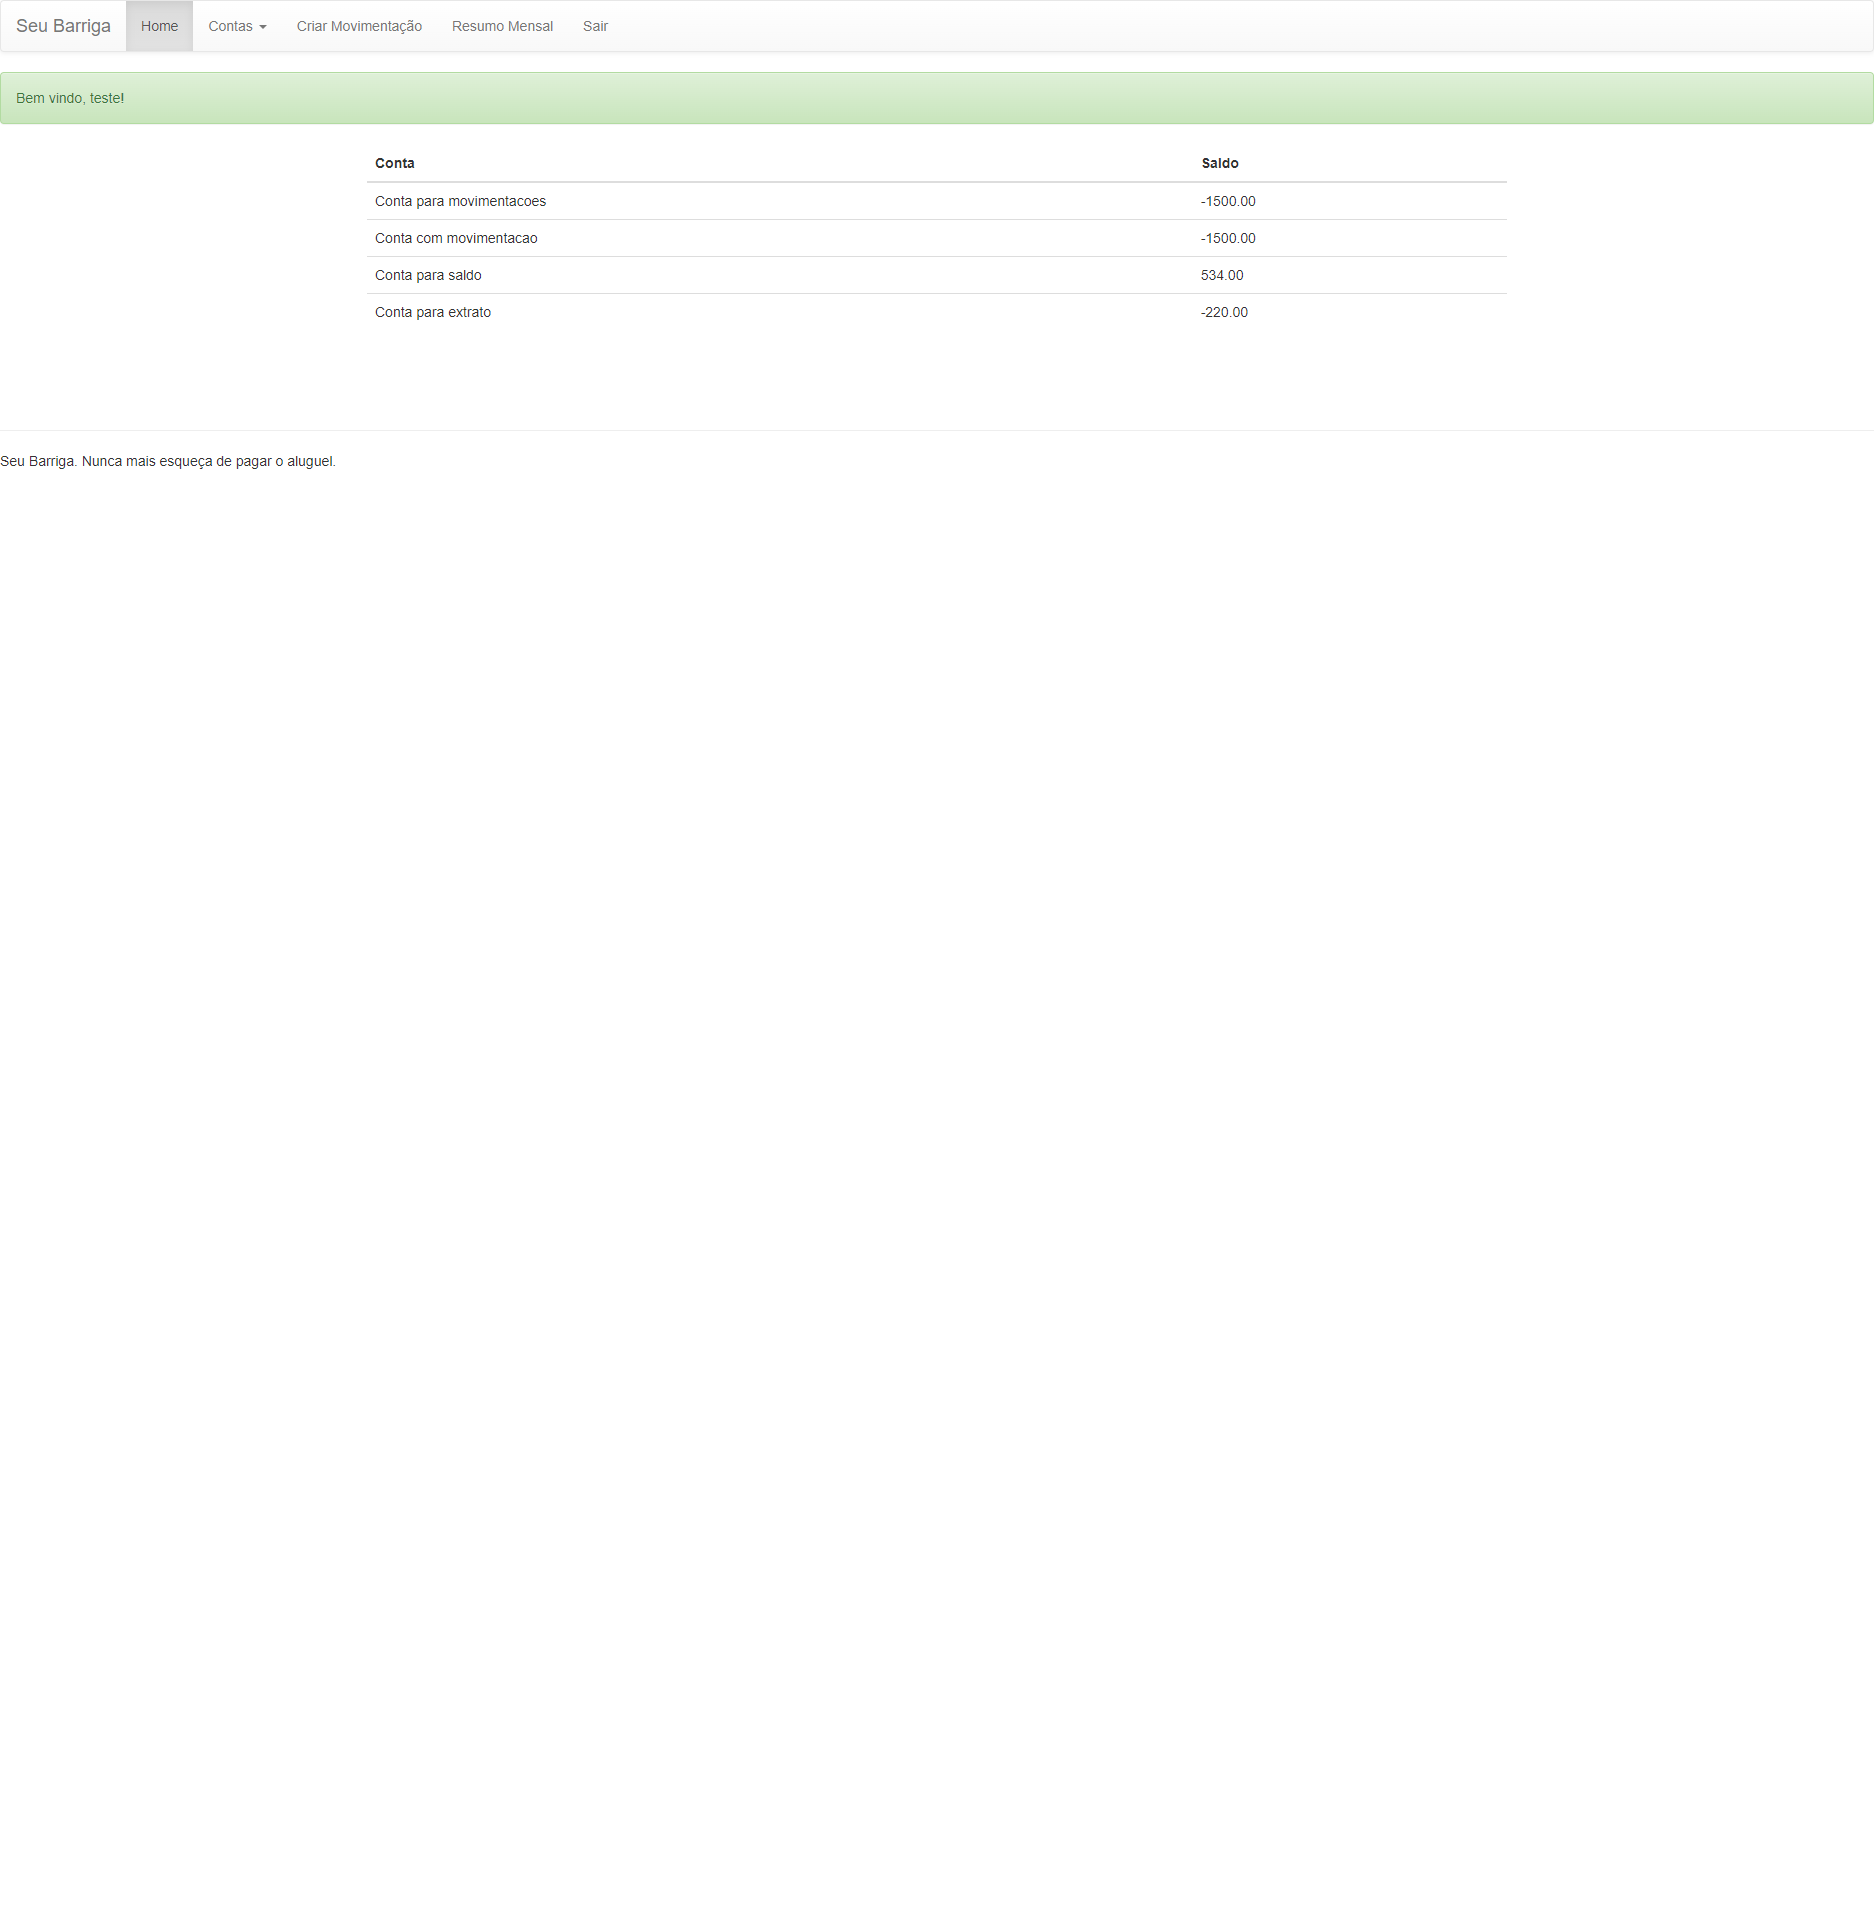 Seu Barriga Home Contas Criar Movimentação Resumo Mensal Sair
Bem vindo, teste!
Conta Saldo
Conta para movimentacoes -1500.00
Conta com movimentacao -1500.00
Conta para saldo 534.00
Conta para extrato -220.00
Seu Barriga. Nunca mais esqueça de pagar o aluguel.